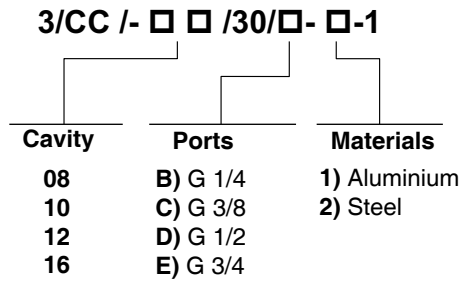 3/CC /- □ □ /30/□- □-1
Cavity Ports Materials
08 B) G 1/4 1) Aluminium
10 C) G 3/8 2) Steel
12 D) G 1/2
16 E) G 3/4